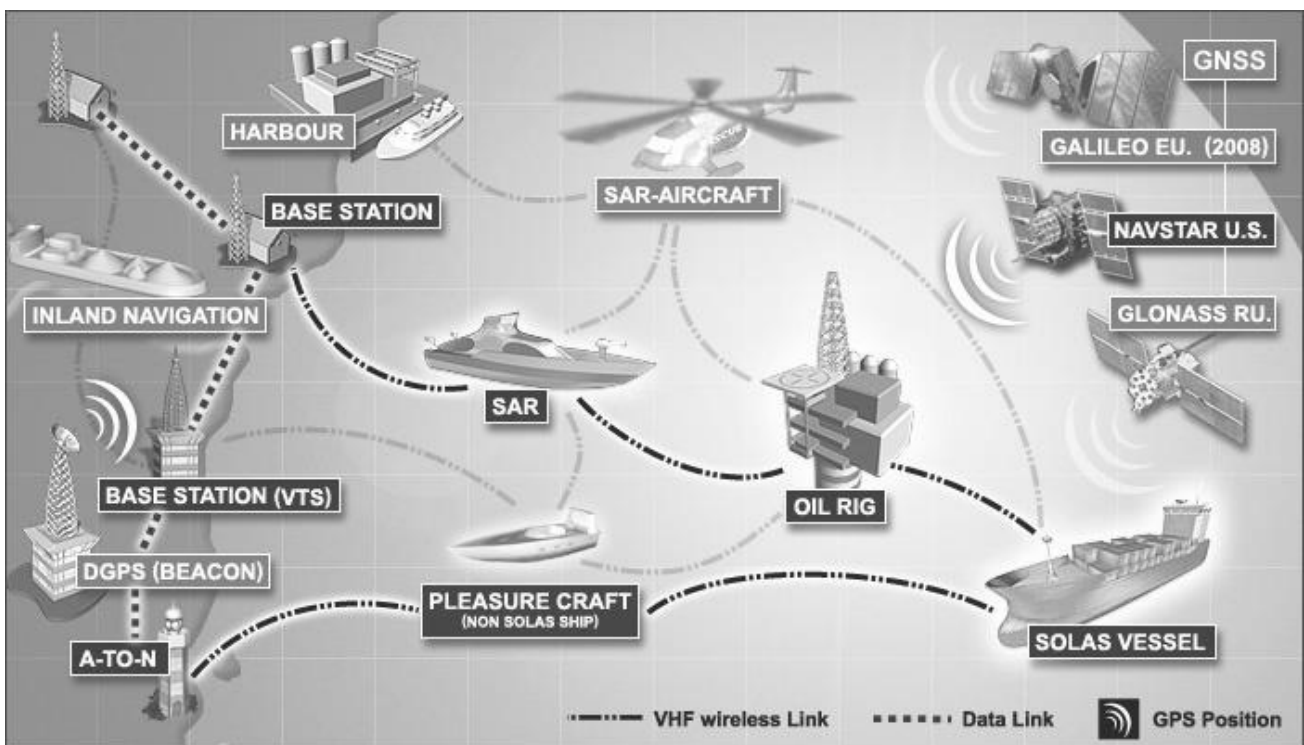 GNSS
HARBOUR
GALILEO EU. (2008)
SAR-AIRCRAFT
BASE STATION
NAVSTAR U.S.
INLAND NAVIGATION
GLONASS RU.
SAR
BASE STATION (VTS)
OIL RIG
DGPS (BEACON)
PLEASURE CRAFT
(NON SOLAS SHIP)
A-TO-N
SOLAS VESSEL
VHF wireless Link
Data Link
GPS Position